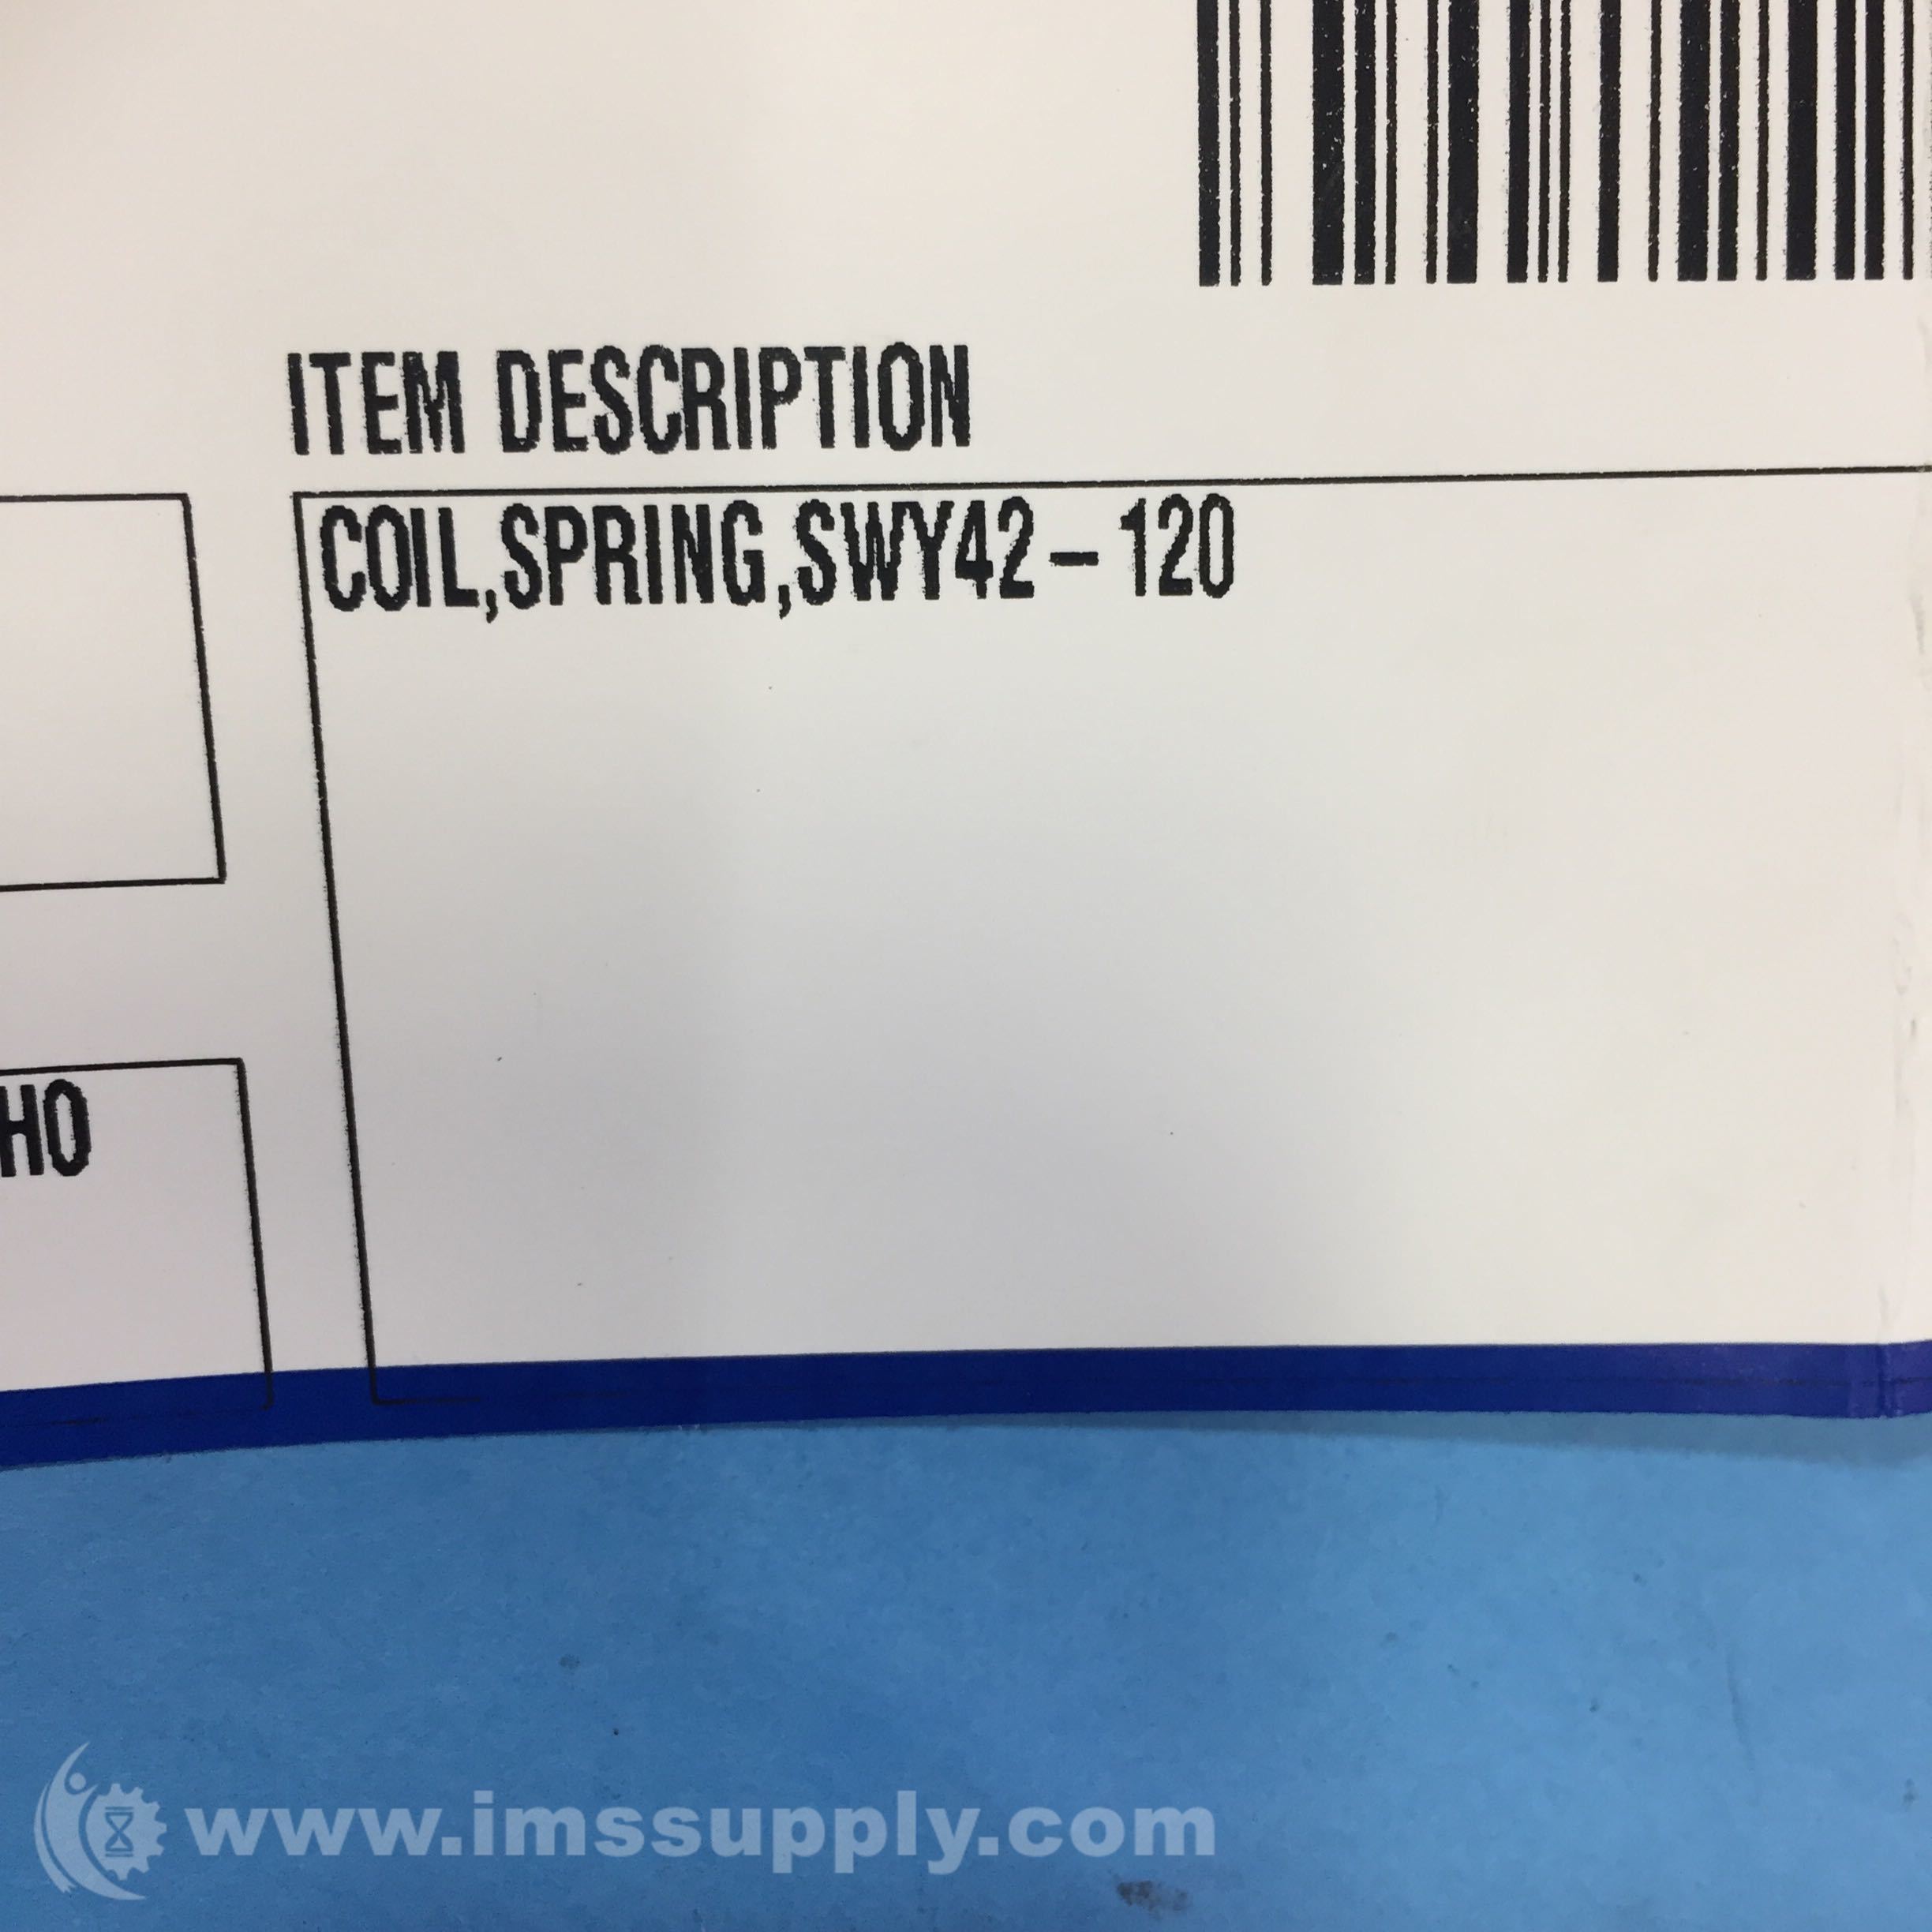 ITEM DESCRIPTION
COIL,SPRING,SWY42-120
HO
www.imssupply.com